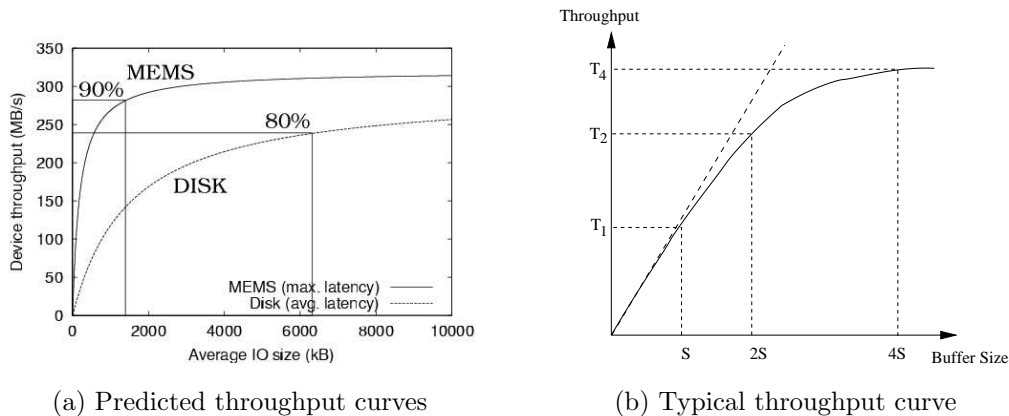 350
300
250
200
150
100
50
0
Device throughput (MB/s)
MEMS
90%
80%
DISK
MEMS (max. latency)
Disk (avg. latency)
0 2000 4000 6000 8000 10000
Average IO size (kB)
(a) Predicted throughput curves
Throughput
T4
T2
T1
S 2S 4S
Buffer Size
(b) Typical throughput curve